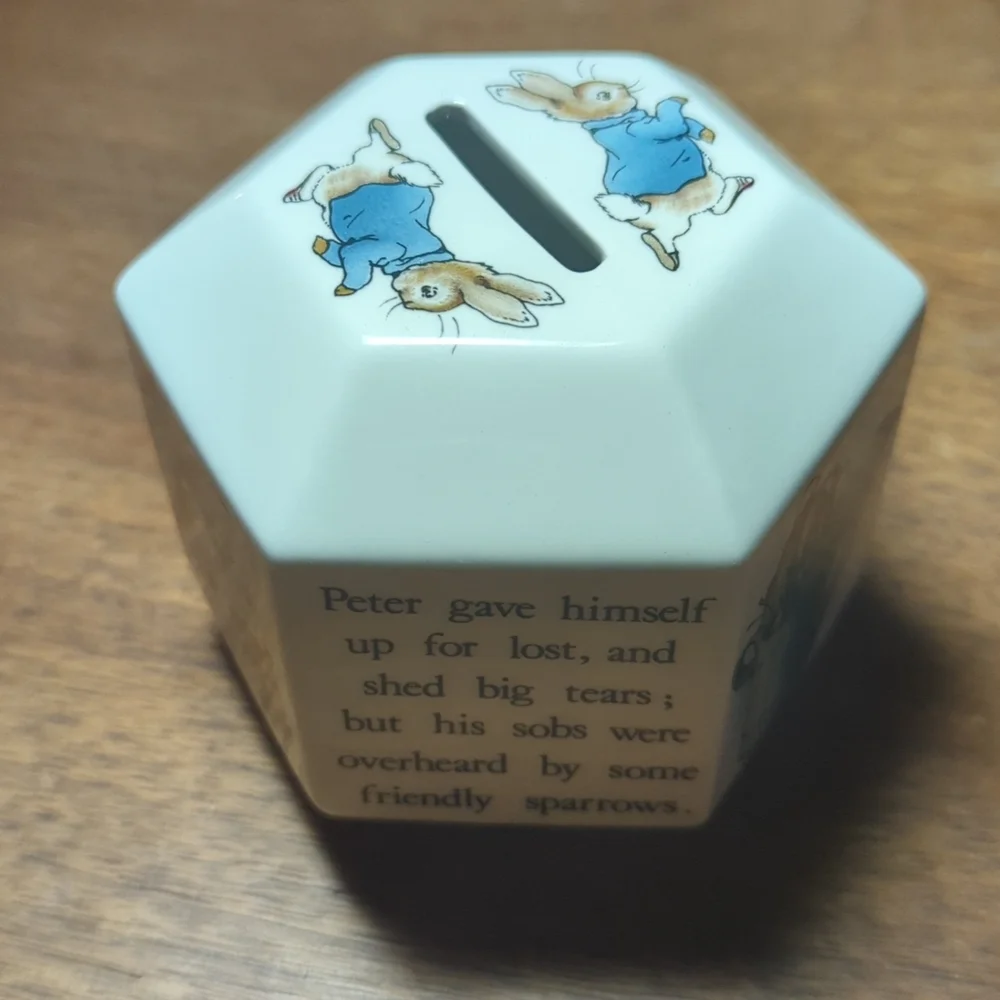 Peter gave himself
up for lost, and
shed big tears;
but his sobs were
overheard by some
friendly sparrows.